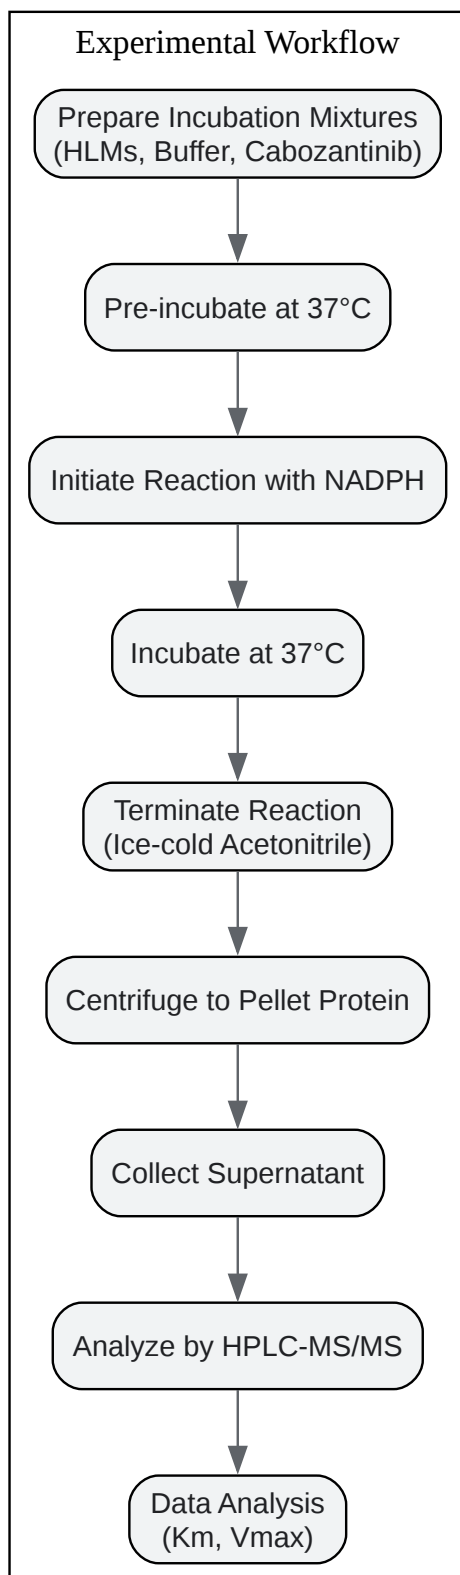 Experimental Workflow
Prepare Incubation Mixtures
(HLMs, Buffer, Cabozantinib)
Pre-incubate at 37°C
Initiate Reaction with NADPH
Incubate at 37°C
Terminate Reaction
(Ice-cold Acetonitrile)
Centrifuge to Pellet Protein
Collect Supernatant
Analyze by HPLC-MS/MS
Data Analysis
(Km, Vmax)